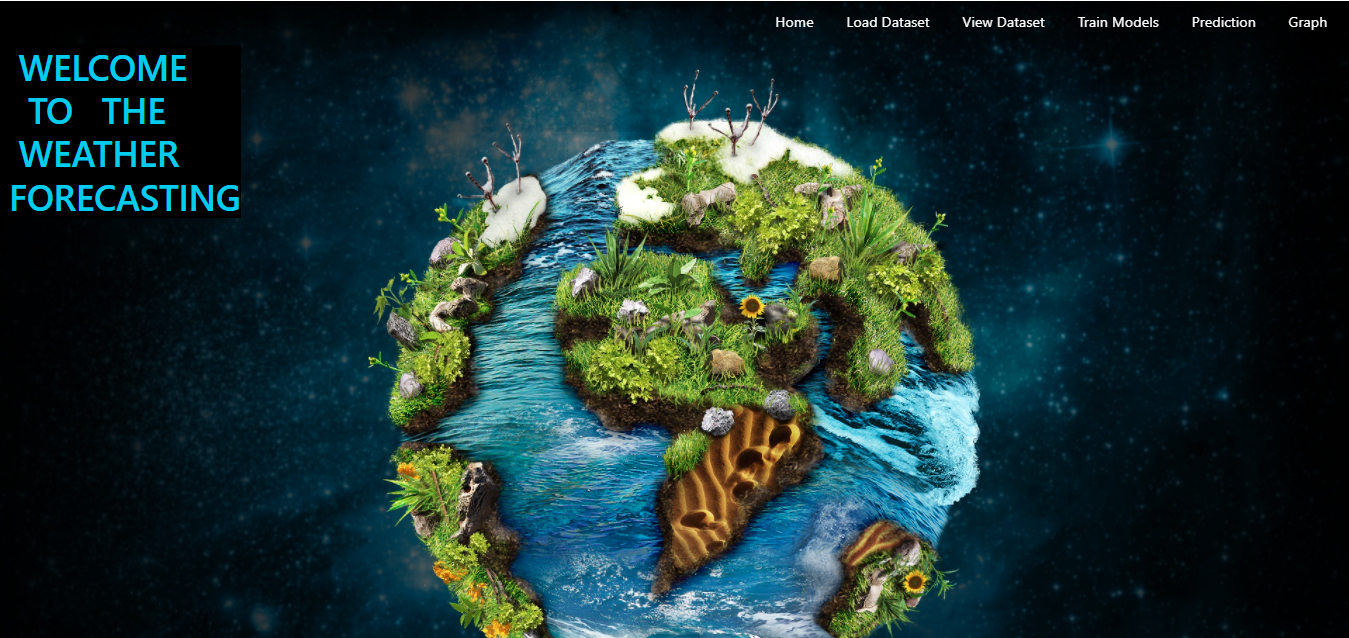 Home Load Dataset View Dataset Train Models Prediction Graph
WELCOME
TO THE
WEATHER
FORECASTING